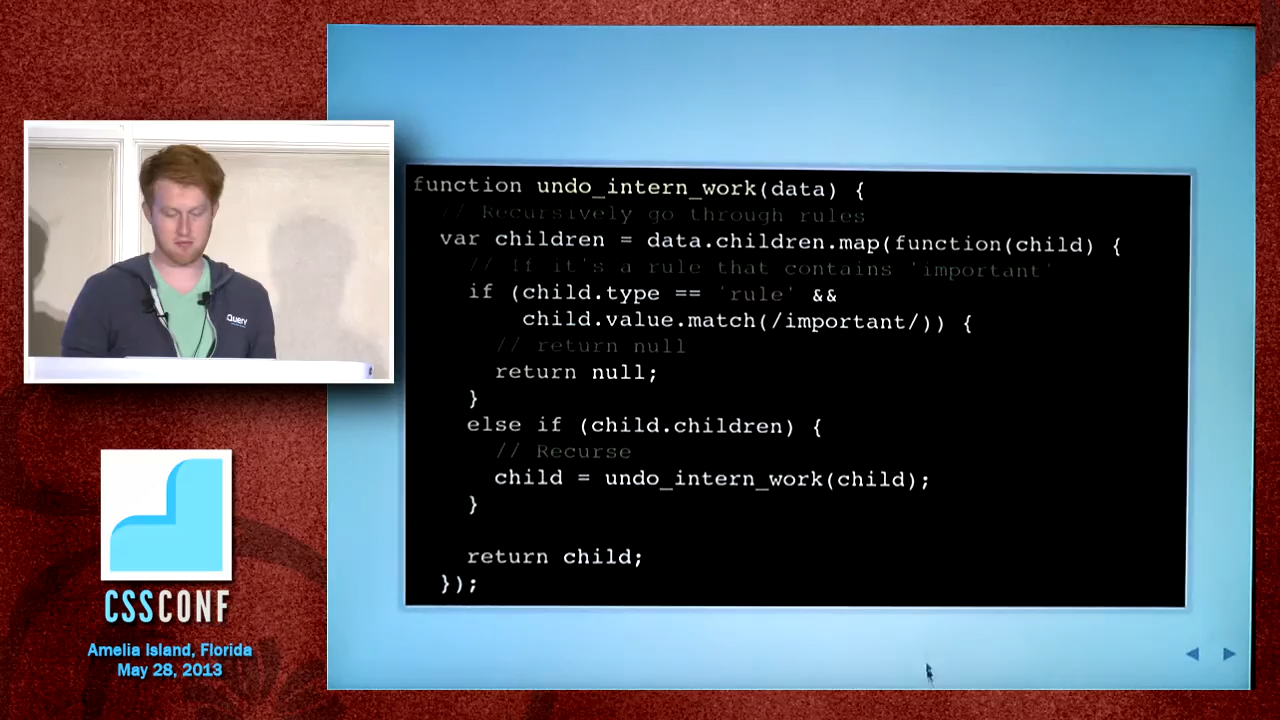 function undo_intern_work(data) {
// Recursively go through rules
var children = data.children.map(function(child) {
// If it's a rule that contains 'important'
if (child.type == 'rule' &&
child.value.match(/important/)) {
// return null
return null;
}
else if (child.children) {
// Recurse
child = undo_intern_work(child);
}
return child;
});
jQuery
CSSCONF
Amelia Island, Florida
May 28, 2013